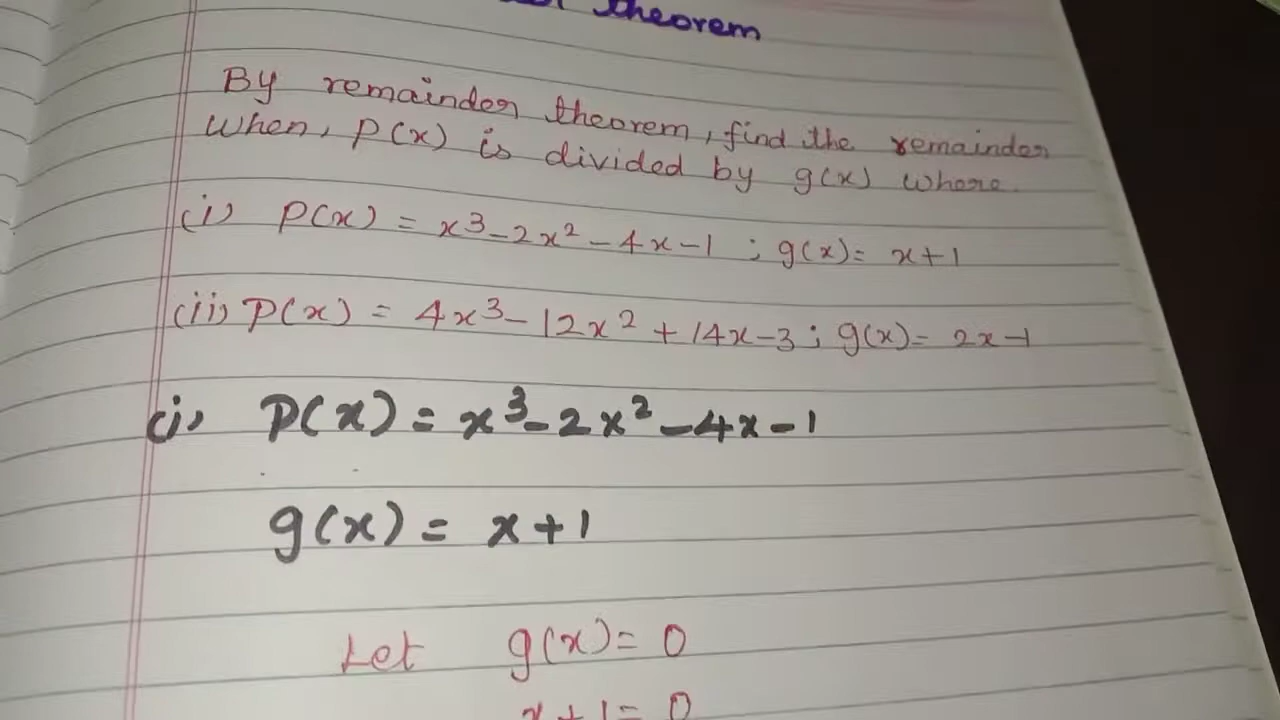 theorem
By remainder theorem, find the remainder
when, P(x) is divided by g(x) where.
(i) P(x) = x³-2x²-4x-1 ; g(x)= x+1
(ii) P(x) = 4x³-12x²+14x-3 ; g(x)= 2x-1
(i) P(x) = x³-2x²-4x-1
g(x) = x+1
Let g(x)= 0
x+1= 0